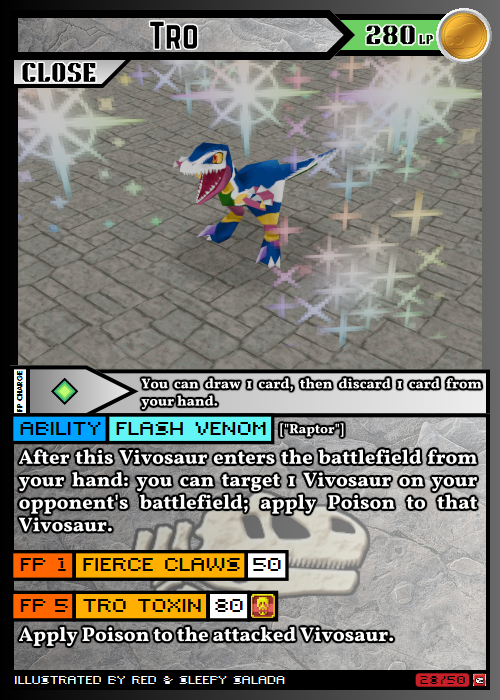 TRO
280 LP
CLOSE
FP CHARGE
You can draw 1 card, then discard 1 card from
your hand.
ABILITY FLASH VENOM ["Raptor"]
After this Vivosaur enters the battlefield from
your hand: you can target 1 Vivosaur on your
opponent's battlefield; apply Poison to that
Vivosaur.
FP 1 FIERCE CLAWS 50
FP 5 TRO TOXIN 80
Apply Poison to the attacked Vivosaur.
ILLUSTRATED BY RED & SLEEPY SALADA
28/50